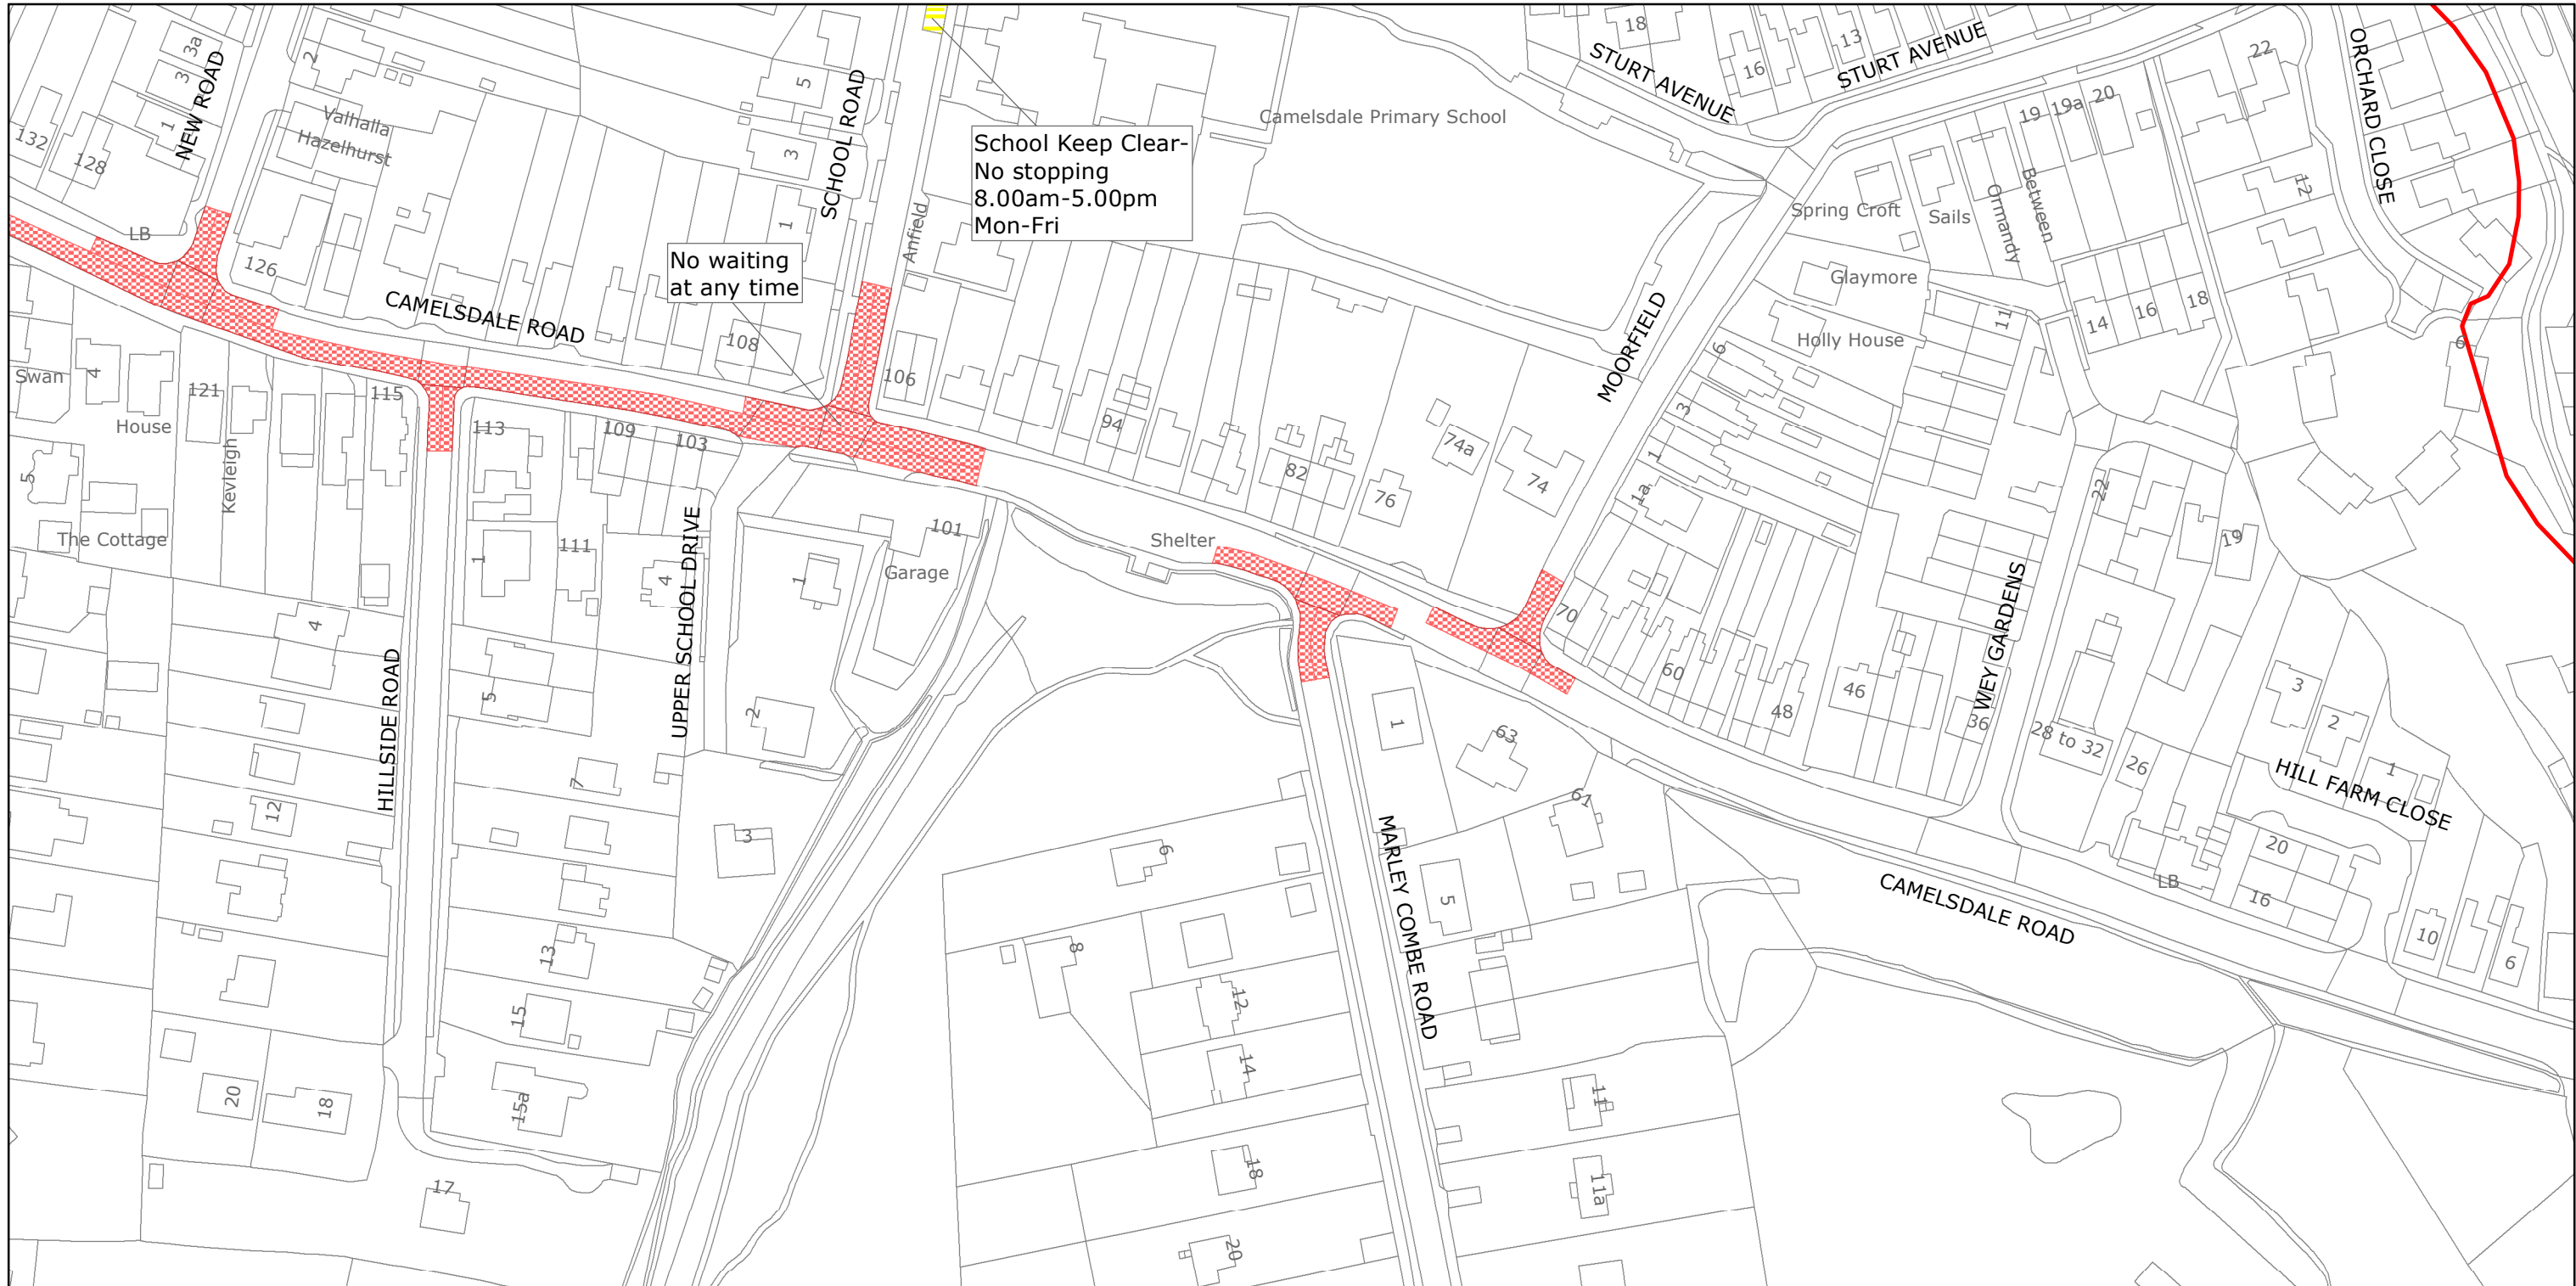 18
13
STURT AVENUE
16
STURT AVENUE
22
ORCHARD CLOSE
3a
3
1
NEW ROAD
2
Valhalla
Hazelhurst
132
128
5
3
1
SCHOOL ROAD
Anfield
School Keep Clear-
No stopping
8.00am-5.00pm
Mon-Fri
Camelsdale Primary School
19
19a
20
Between
Ormandy
Sails
Spring Croft
12
LB
126
No waiting
at any time
CAMELSDALE ROAD
108
106
MOORFIELD
Glaymore
Holly House
11
14
16
18
6
Swan
4
House
121
Kevleigh
115
113
109
103
94
82
76
74a
74
6
3
1
1a
22
19
5
The Cottage
1
111
4
UPPER SCHOOL DRIVE
1
101
Garage
Shelter
70
60
48
46
WEY GARDENS
36
28 to 32
26
3
2
1
HILL FARM CLOSE
4
HILLSIDE ROAD
5
2
7
12
3
1
63
61
MARLEY COMBE ROAD
6
5
8
CAMELSDALE ROAD
LB
20
16
10
6
13
15
12
14
20
18
15a
11
17
18
11a
20